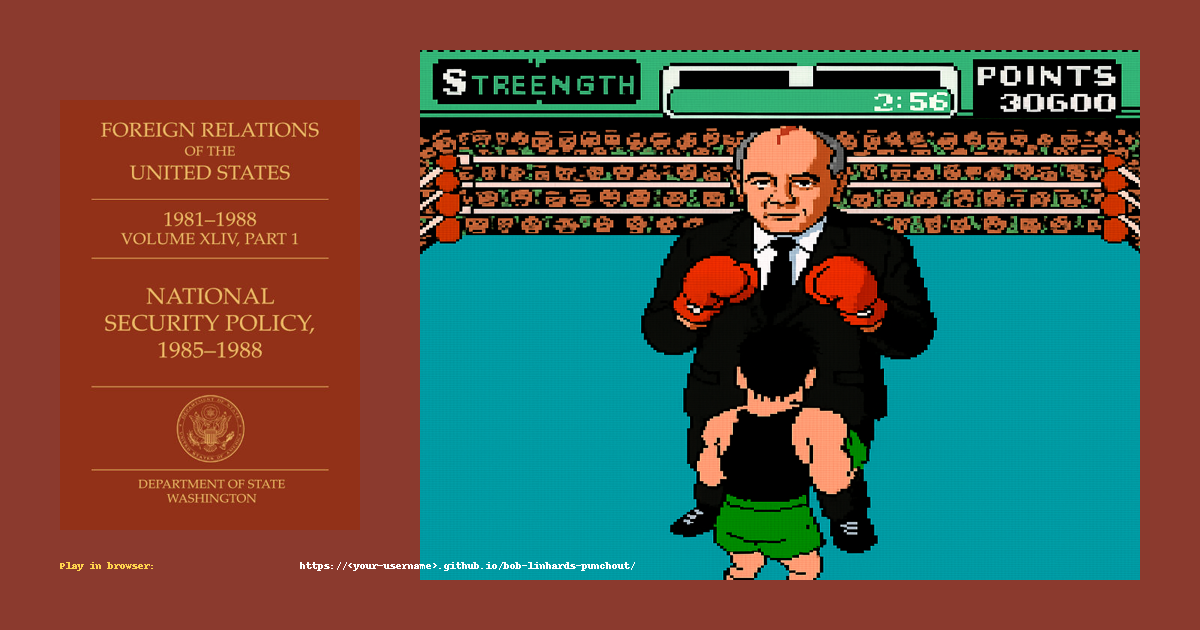 FOREIGN RELATIONS
OF THE
UNITED STATES
1981–1988
VOLUME XLIV, PART 1
NATIONAL
SECURITY POLICY,
1985–1988
DEPARTMENT OF STATE
WASHINGTON
STREENGTH
2:56
POINTS
30600
Play in browser:
https://<your-username>.github.io/bob-linhards-punchout/